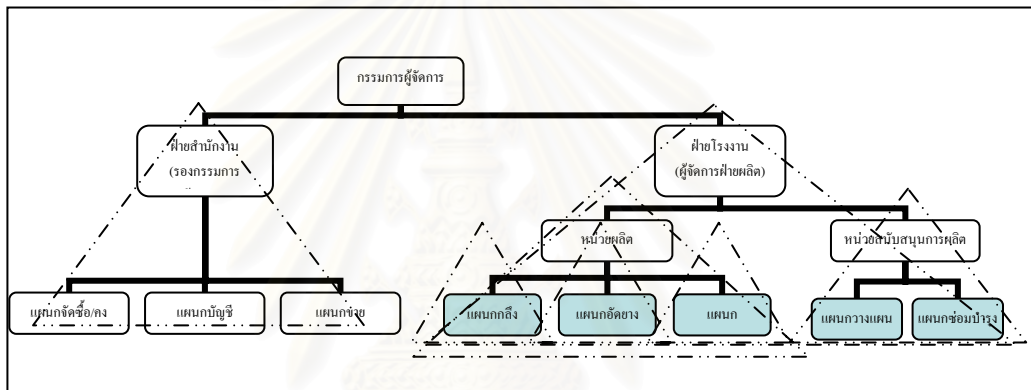 กรรมการผู้จัดการ
ฝ่ายสำนักงาน
(รองกรรมการ
ฝ่ายโรงงาน
(ผู้จัดการฝ่ายผลิต)
หน่วยผลิต
หน่วยสนับสนุนการผลิต
แผนกจัดซื้อ/คง
แผนกบัญชี
แผนกขาย
แผนกกลึง
แผนกอัดยาง
แผนก
แผนกวางแผน
แผนกซ่อมบำรุง